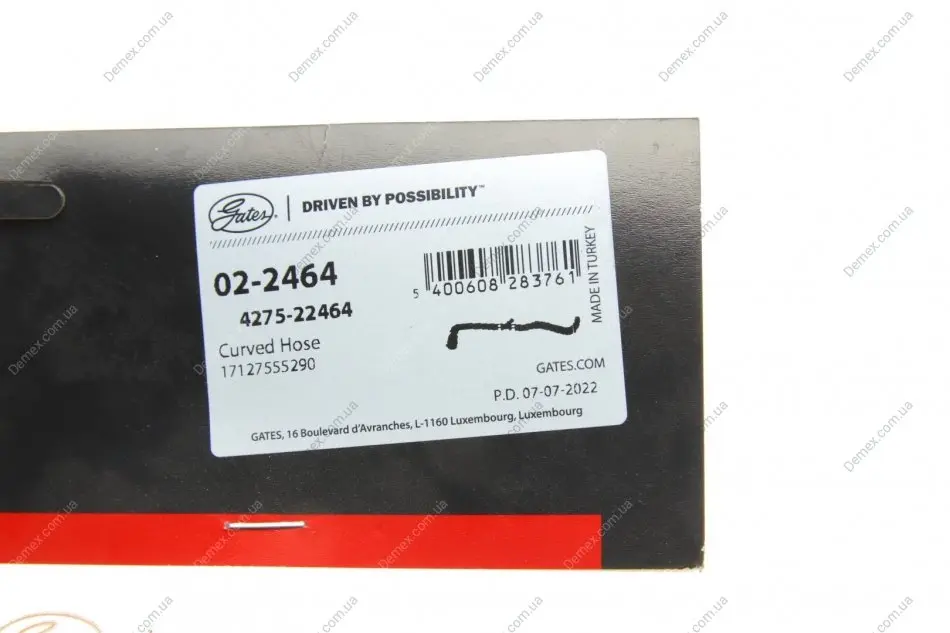 Gates
DRIVEN BY POSSIBILITY™
02-2464
4275-22464
Curved Hose
17127555290
5 400608 283761
MADE IN TURKEY
GATES.COM
P.D. 07-07-2022
GATES, 16 Boulevard d'Avranches, L-1160 Luxembourg, Luxembourg
Demex.com.ua